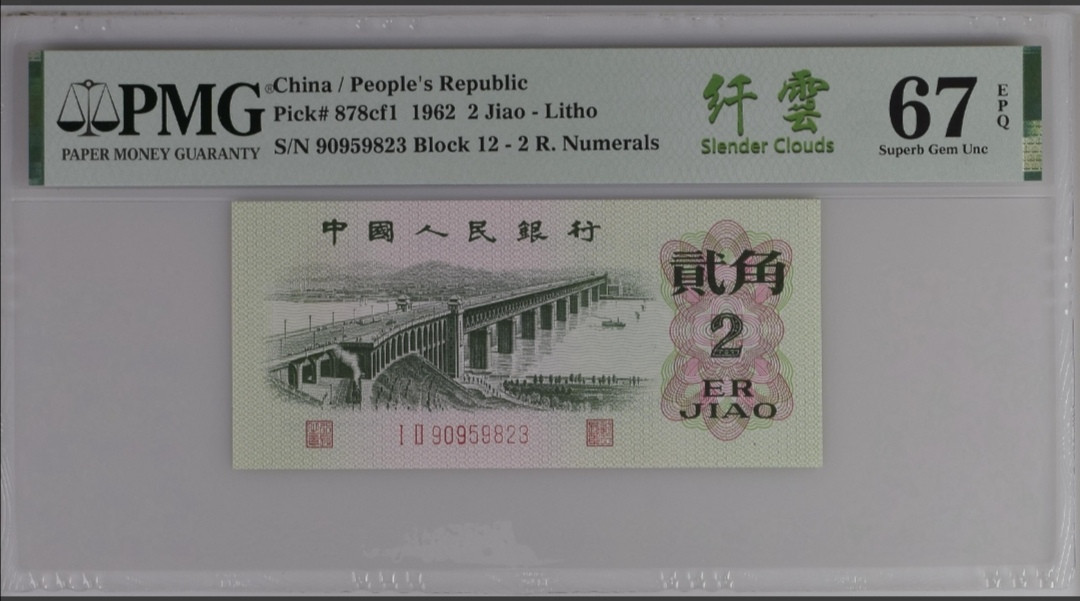 PMG®
PAPER MONEY GUARANTY
China / People's Republic
Pick# 878cf1 1962 2 Jiao - Litho
S/N 90959823 Block 12 - 2 R. Numerals
纤雲
Slender Clouds
67
EPQ
Superb Gem Unc
中國人民銀行
貳角
2
ER
JIAO
I II 90959823